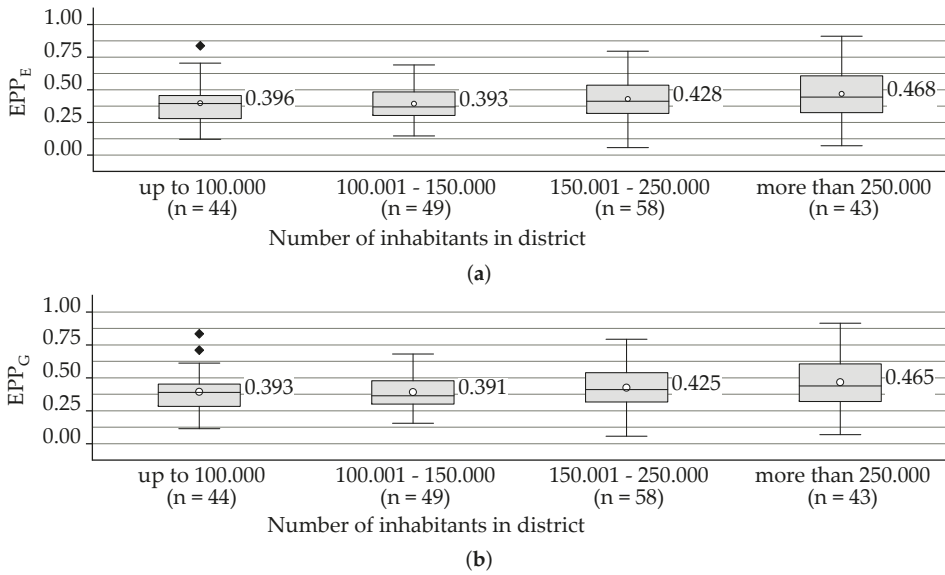 (a)
1.00
0.75
0.50
0.25
0.00
EPP_E
0.396
0.393
0.428
0.468
up to 100.000 100.001 - 150.000 150.001 - 250.000 more than 250.000
(n = 44) (n = 49) (n = 58) (n = 43)
Number of inhabitants in district
(a)
1.00
0.75
0.50
0.25
0.00
EPP_G
0.393
0.391
0.425
0.465
up to 100.000 100.001 - 150.000 150.001 - 250.000 more than 250.000
(n = 44) (n = 49) (n = 58) (n = 43)
Number of inhabitants in district
(b)